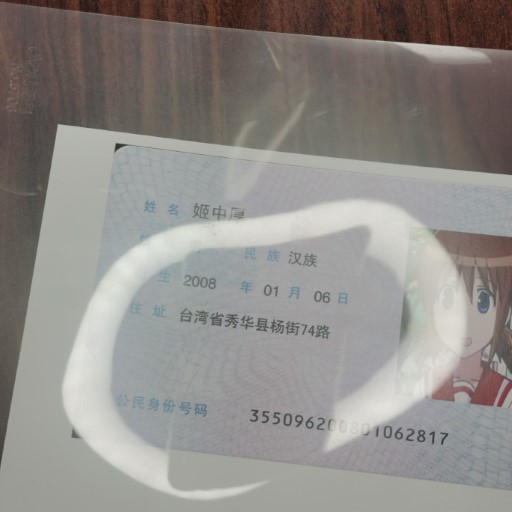 姓名 姬中厚
民族 汉族
生 2008 年 01 月 06 日
住址 台湾省秀华县杨街74路
公民身份号码 355096200801062817